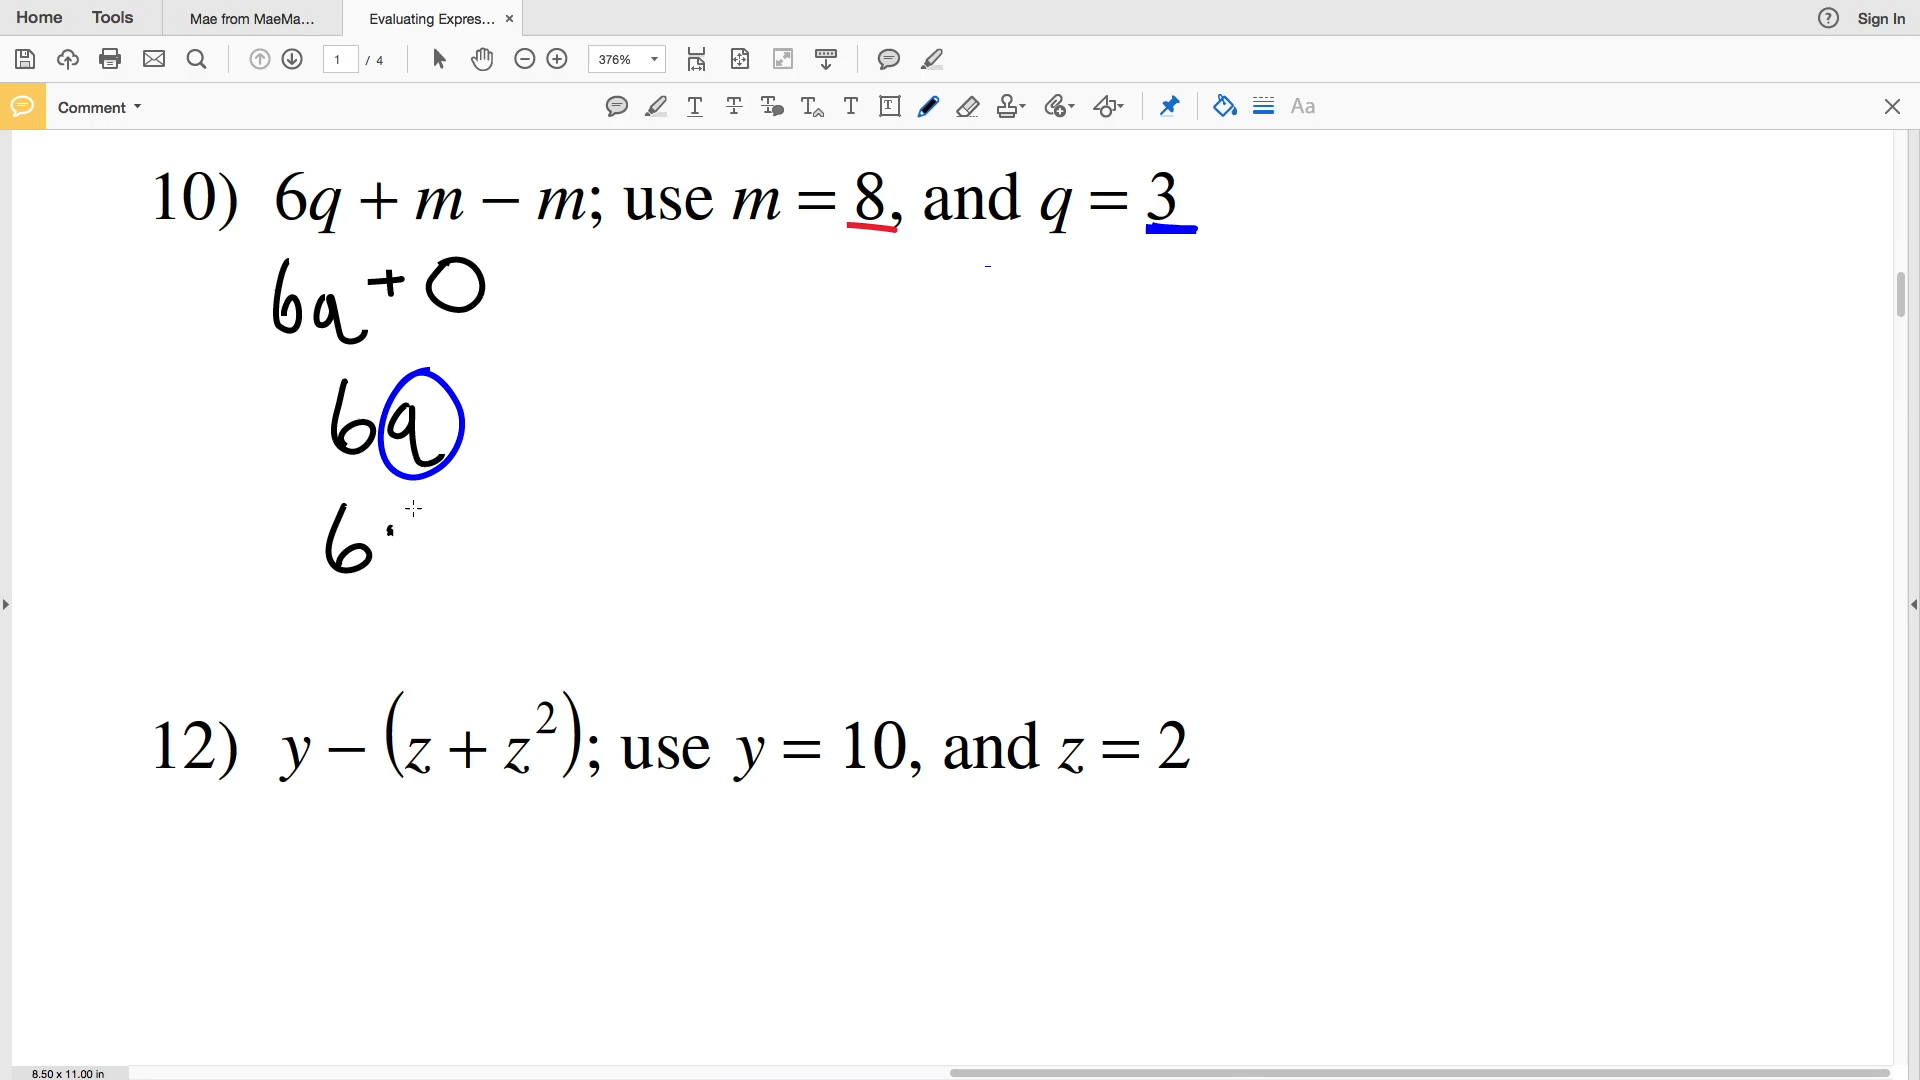 Home Tools Mae from MaeMa... Evaluating Expres... × ? Sign In
1 / 4 376%
Comment T T T T T T Aa
10) 6q + m − m; use m = 8, and q = 3
6q + 0
6q
6 ·
12) y − (z + z²); use y = 10, and z = 2
8.50 x 11.00 in